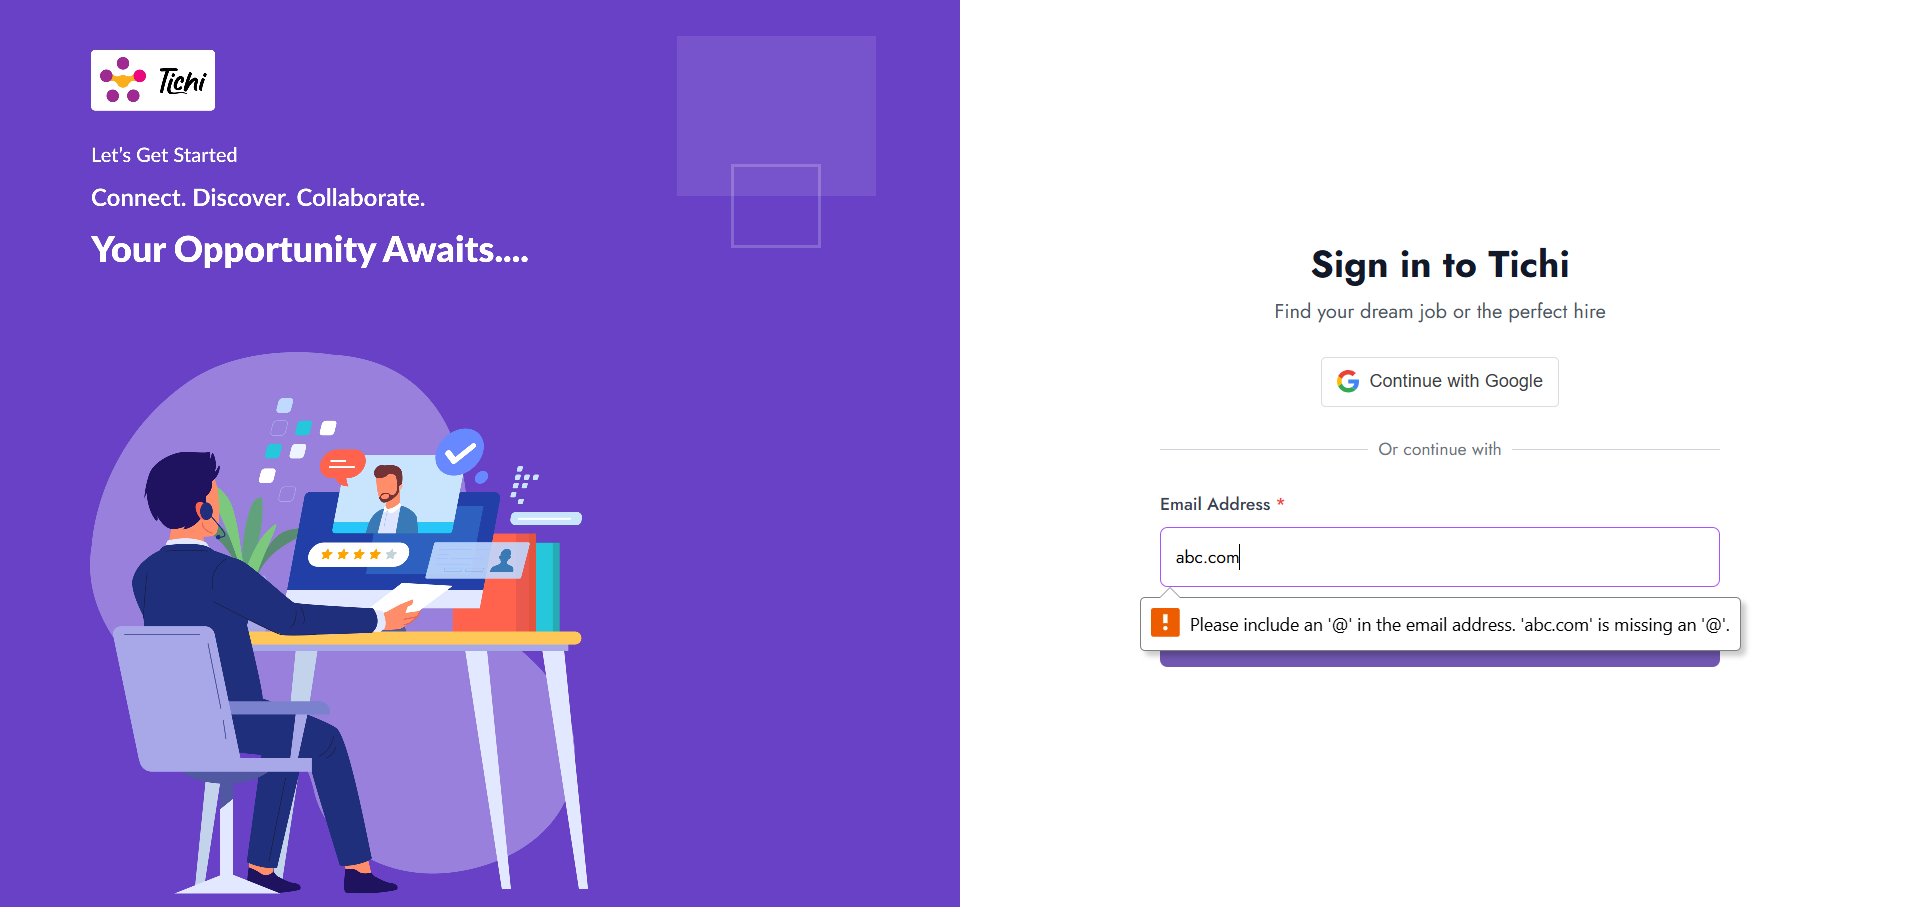 Tichi
Let's Get Started
Connect. Discover. Collaborate.
Your Opportunity Awaits....
Sign in to Tichi
Find your dream job or the perfect hire
Continue with Google
Or continue with
Email Address *
abc.com
Please include an '@' in the email address. 'abc.com' is missing an '@'.